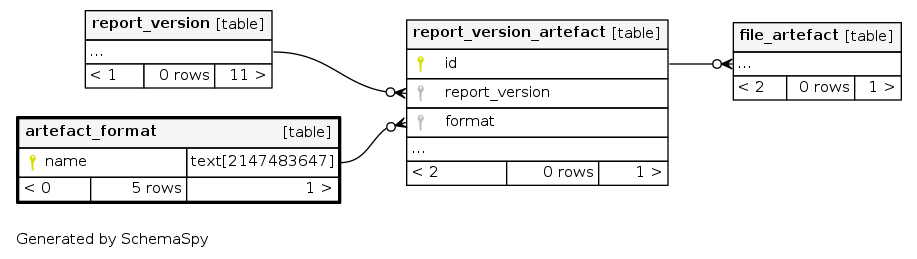 report_version [table]
...
< 1 0 rows 11 >
artefact_format [table]
name text[2147483647]
< 0 5 rows 1 >
report_version_artefact [table]
id
report_version
format
...
< 2 0 rows 1 >
file_artefact [table]
...
< 2 0 rows 1 >
Generated by SchemaSpy